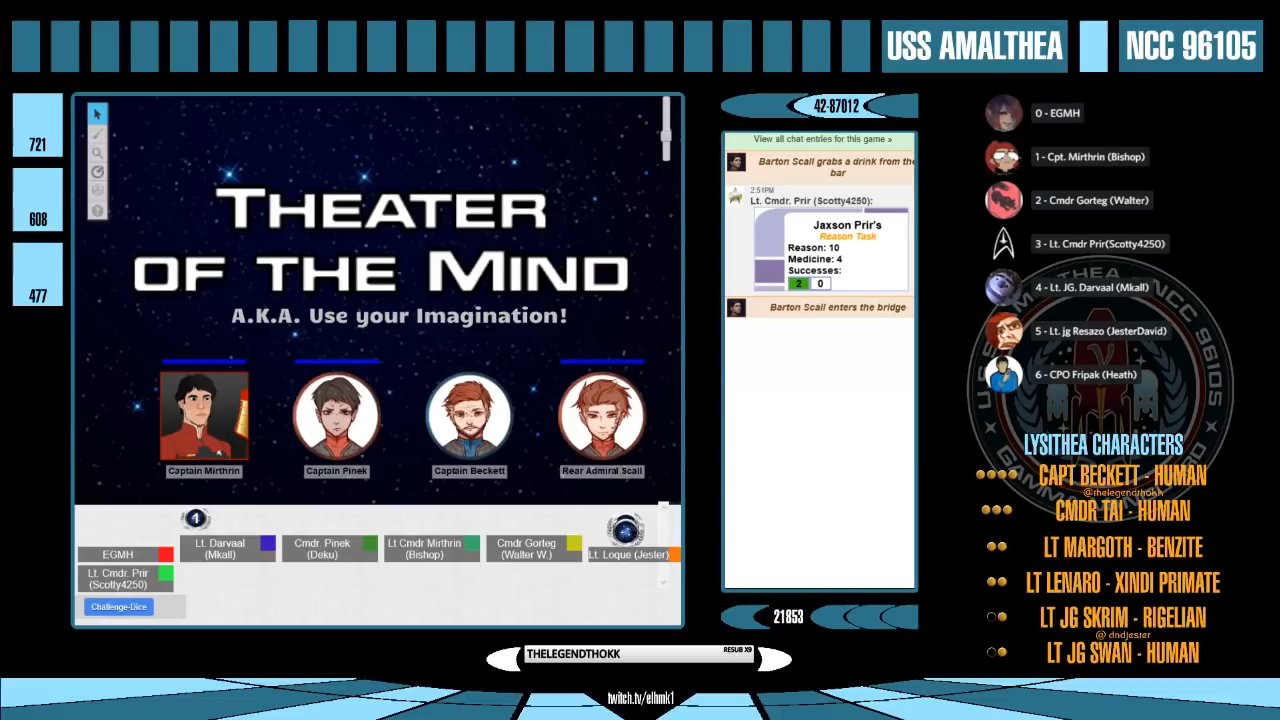 USS AMALTHEA
NCC 96105
721
608
477
42-87012
THEATER
OF THE MIND
A.K.A. Use your Imagination!
Captain Mirthrin
Captain Pinek
Captain Beckett
Rear Admiral Scall
EGMH
Lt. Darvaal
(Mkall)
Cmdr. Pinek
(Deku)
Lt Cmdr Mirthrin
(Bishop)
Cmdr Gorteg
(Walter W.)
Lt. Loque (Jester)
Lt. Cmdr. Prir
(Scotty4250)
Challenge-Dice
View all chat entries for this game »
Barton Scall grabs a drink from the
bar
2:51PM
Lt. Cmdr. Prir (Scotty4250):
Jaxson Prir's
Reason Task
Reason: 10
Medicine: 4
Successes:
2 0
Barton Scall enters the bridge
21853
0 - EGMH
1 - Cpt. Mirthrin (Bishop)
2 - Cmdr Gorteg (Walter)
3 - Lt. Cmdr Prir(Scotty4250)
4 - Lt. JG. Darvaal (Mkall)
5 - Lt. jg Resazo (JesterDavid)
6 - CPO Fripak (Heath)
LYSITHEA CHARACTERS
CAPT BECKETT - HUMAN
@thelegendthokk
CMDR TAI - HUMAN
LT MARGOTH - BENZITE
LT LENARO - XINDI PRIMATE
LT JG SKRIM - RIGELIAN
@dndjester
LT JG SWAN - HUMAN
THELEGENDTHOKK
RESUB X9
twitch.tv/elhmk1